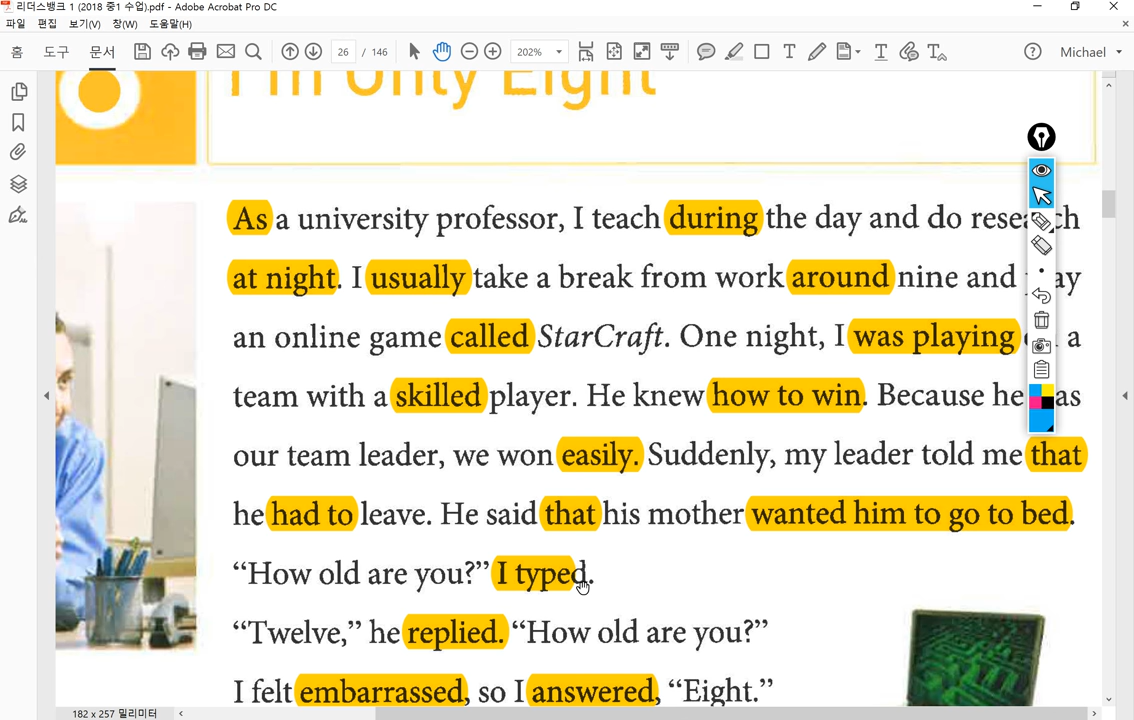 리더스뱅크 1 (2018 중1 수업).pdf - Adobe Acrobat Pro DC
파일 편집 보기(V) 창(W) 도움말(H)
홈 도구 문서 26 / 146 202% Michael
I'm Only Eight
As a university professor, I teach during the day and do research
at night. I usually take a break from work around nine and play
an online game called StarCraft. One night, I was playing a
team with a skilled player. He knew how to win. Because he as
our team leader, we won easily. Suddenly, my leader told me that
he had to leave. He said that his mother wanted him to go to bed.
“How old are you?” I typed.
“Twelve,” he replied. “How old are you?”
I felt embarrassed, so I answered, “Eight.”
182 x 257 밀리미터